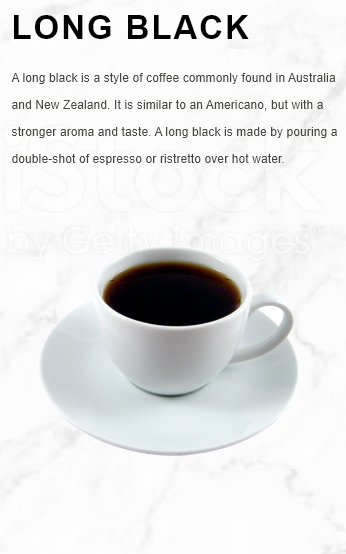 LONG BLACK
A long black is a style of coffee commonly found in Australia
and New Zealand. It is similar to an Americano, but with a
stronger aroma and taste. A long black is made by pouring a
double-shot of espresso or ristretto over hot water.
iStock
by Getty Images™